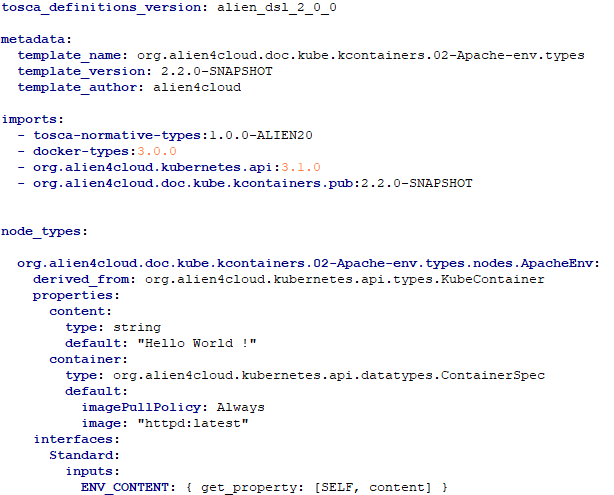 tosca_definitions_version: alien_dsl_2_0_0
metadata:
  template_name: org.alien4cloud.doc.kube.kcontainers.02-Apache-env.types
  template_version: 2.2.0-SNAPSHOT
  template_author: alien4cloud
imports:
  - tosca-normative-types:1.0.0-ALIEN20
  - docker-types:3.0.0
  - org.alien4cloud.kubernetes.api:3.1.0
  - org.alien4cloud.doc.kube.kcontainers.pub:2.2.0-SNAPSHOT
node_types:
  org.alien4cloud.doc.kube.kcontainers.02-Apache-env.types.nodes.ApacheEnv:
    derived_from: org.alien4cloud.kubernetes.api.types.KubeContainer
    properties:
      content:
        type: string
        default: "Hello World !"
      container:
        type: org.alien4cloud.kubernetes.api.datatypes.ContainerSpec
        default:
          imagePullPolicy: Always
          image: "httpd:latest"
    interfaces:
      Standard:
        inputs:
          ENV_CONTENT: { get_property: [SELF, content] }